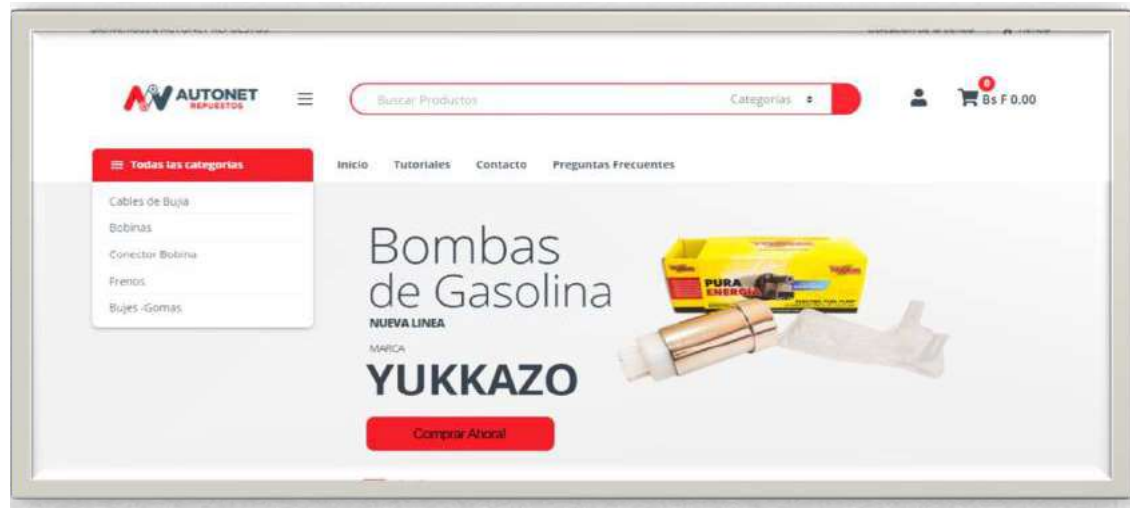 AUTONET
REPUESTOS
Buscar Productos
Categorías
0
Bs F 0.00
Todas las categorías
Inicio Tutoriales Contacto Preguntas Frecuentes
Cables de Bujia
Bobinas
Conector Bobina
Frenos
Bujes -Gomas
Bombas
de Gasolina
NUEVA LINEA
MARCA
YUKKAZO
Comprar Ahora!
PURA
ENERGIA